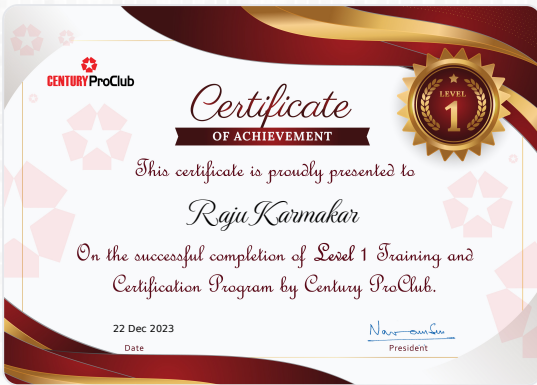 CENTURY ProClub
Certificate
OF ACHIEVEMENT
LEVEL
1
This certificate is proudly presented to
Raju Karmakar
On the successful completion of Level 1 Training and
Certification Program by Century ProClub.
22 Dec 2023
Date
President